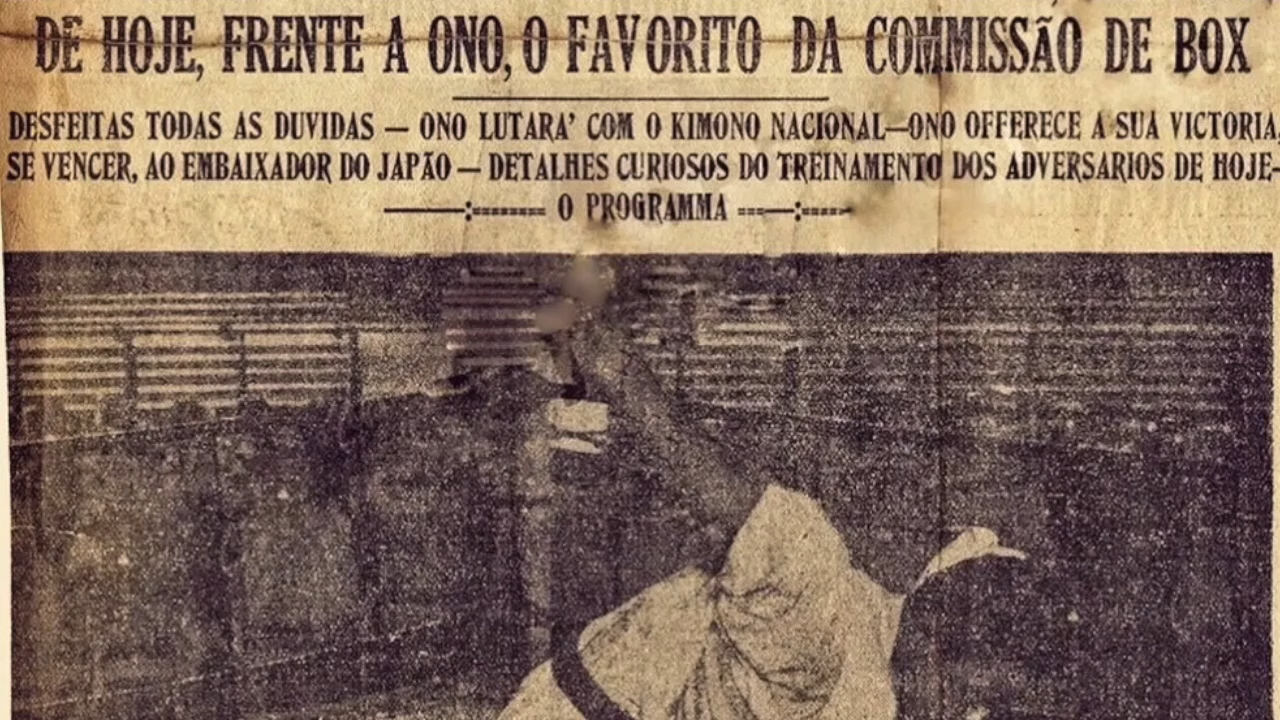 DE HOJE, FRENTE A ONO, O FAVORITO DA COMMISSÃO DE BOX
DESFEITAS TODAS AS DUVIDAS — ONO LUTARA' COM O KIMONO NACIONAL—ONO OFFERECE A SUA VICTORIA,
SE VENCER, AO EMBAIXADOR DO JAPÃO — DETALHES CURIOSOS DO TREINAMENTO DOS ADVERSARIOS DE HOJE-
O PROGRAMMA